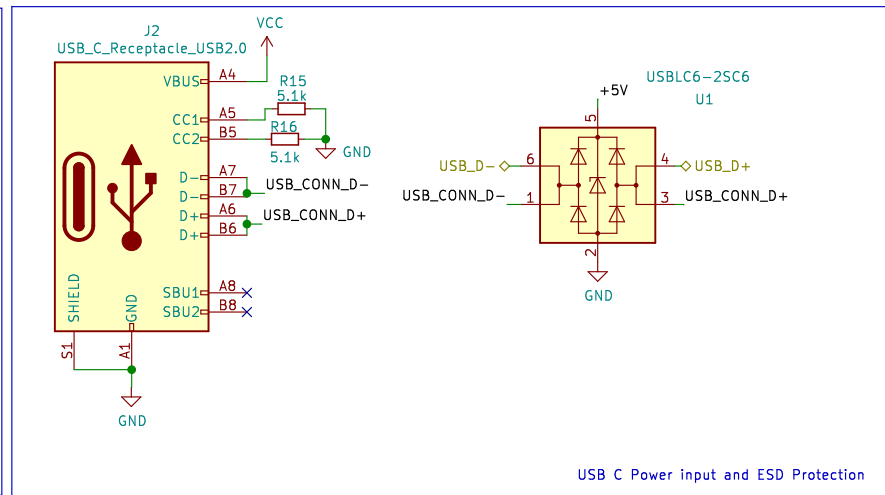 J2
USB_C_Receptacle_USB2.0
VCC
VBUS A4
R15
5.1k
CC1 A5
R16
CC2 B5
5.1k
GND
D- A7
USB_CONN_D-
D- B7
D+ A6
USB_CONN_D+
D+ B6
SBU1 A8
SBU2 B8
SHIELD
GND
S1
A1
GND
USBLC6-2SC6
U1
+5V
5
USB_D- 6
4 USB_D+
USB_CONN_D- 1
3 USB_CONN_D+
2
GND
USB C Power input and ESD Protection